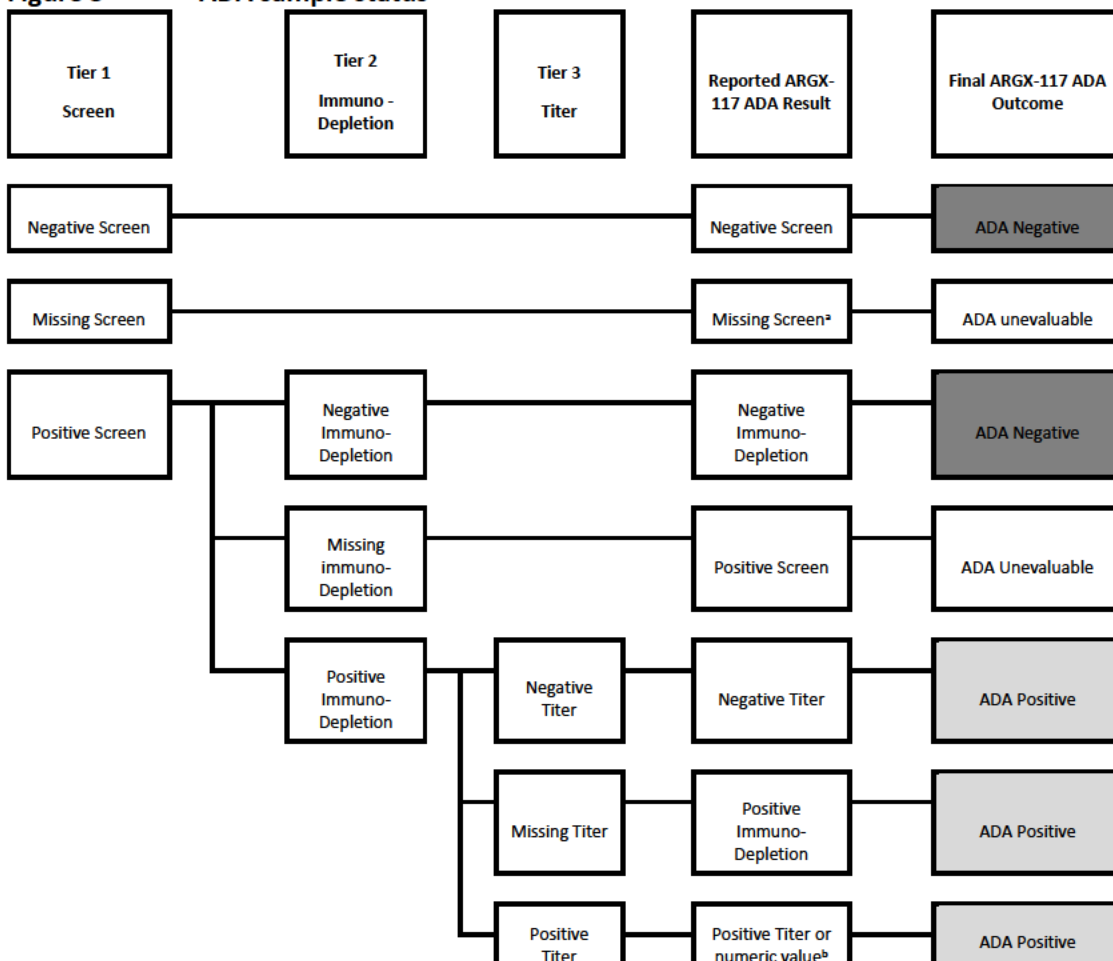 Tier 1
Screen
Tier 2
Immuno -
Depletion
Tier 3
Titer
Reported ARGX-
117 ADA Result
Final ARGX-117 ADA
Outcome
Negative Screen
Negative Screen
ADA Negative
Missing Screen
Missing Screenᵃ
ADA unevaluable
Positive Screen
Negative
Immuno-
Depletion
Negative
Immuno-
Depletion
ADA Negative
Missing
immuno-
Depletion
Positive Screen
ADA Unevaluable
Positive
Immuno-
Depletion
Negative
Titer
Negative Titer
ADA Positive
Missing Titer
Positive
Immuno-
Depletion
ADA Positive
Positive
Titer
Positive Titer or
numeric valueᵇ
ADA Positive